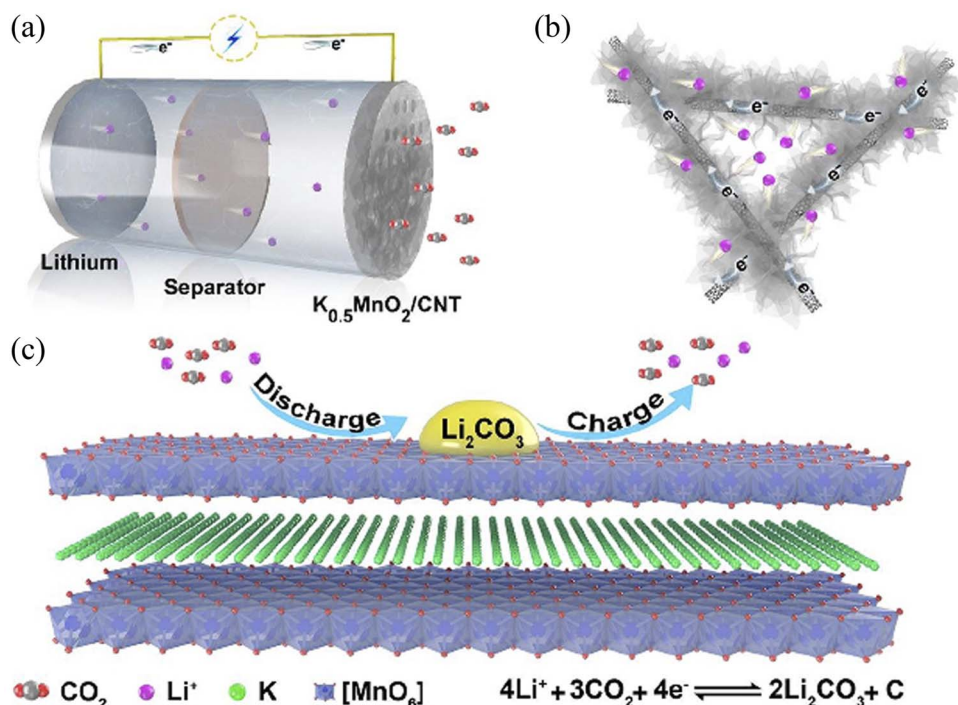 (a)
e⁻ e⁻
Lithium
Separator
K₀.₅MnO₂/CNT
(b)
e⁻ e⁻ e⁻
e⁻
e⁻
e⁻
e⁻
e⁻
(c)
Discharge
Li₂CO₃
Charge
CO₂ Li⁺ K [MnO₆] 4Li⁺ + 3CO₂ + 4e⁻ ⇌ 2Li₂CO₃ + C